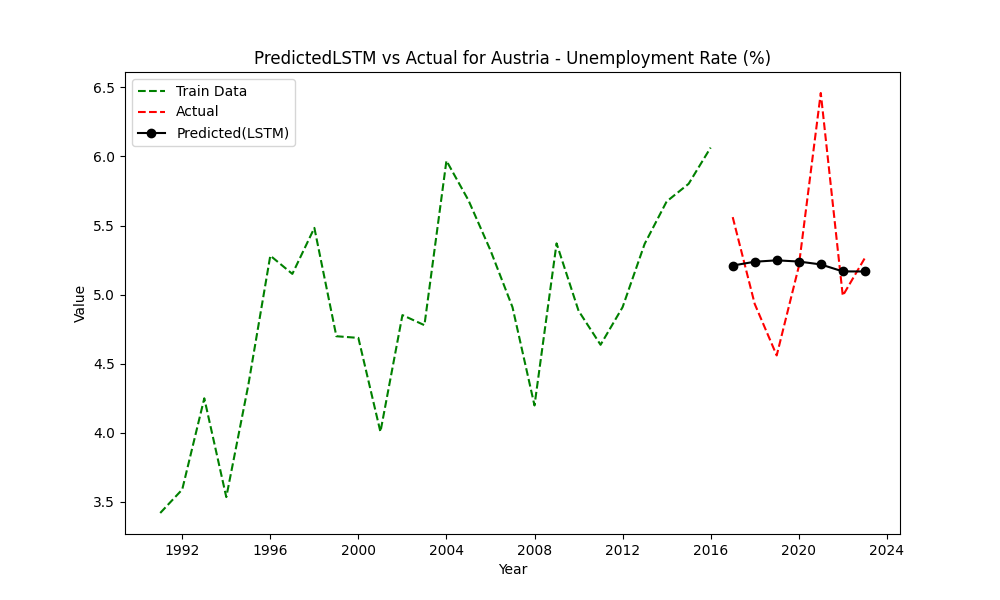 PredictedLSTM vs Actual for Austria - Unemployment Rate (%)
Train Data
Actual
Predicted(LSTM)
6.5
6.0
5.5
5.0
4.5
4.0
3.5
Value
1992 1996 2000 2004 2008 2012 2016 2020 2024
Year